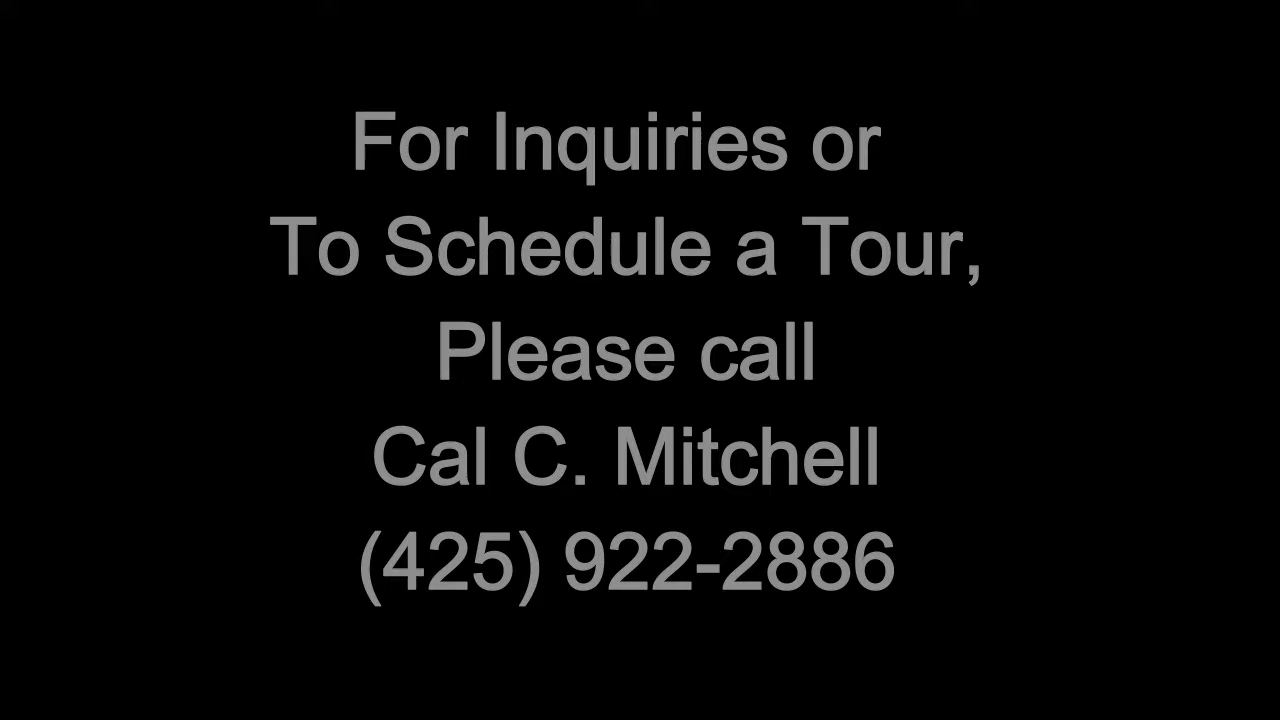 For Inquiries or
To Schedule a Tour,
Please call
Cal C. Mitchell
(425) 922-2886